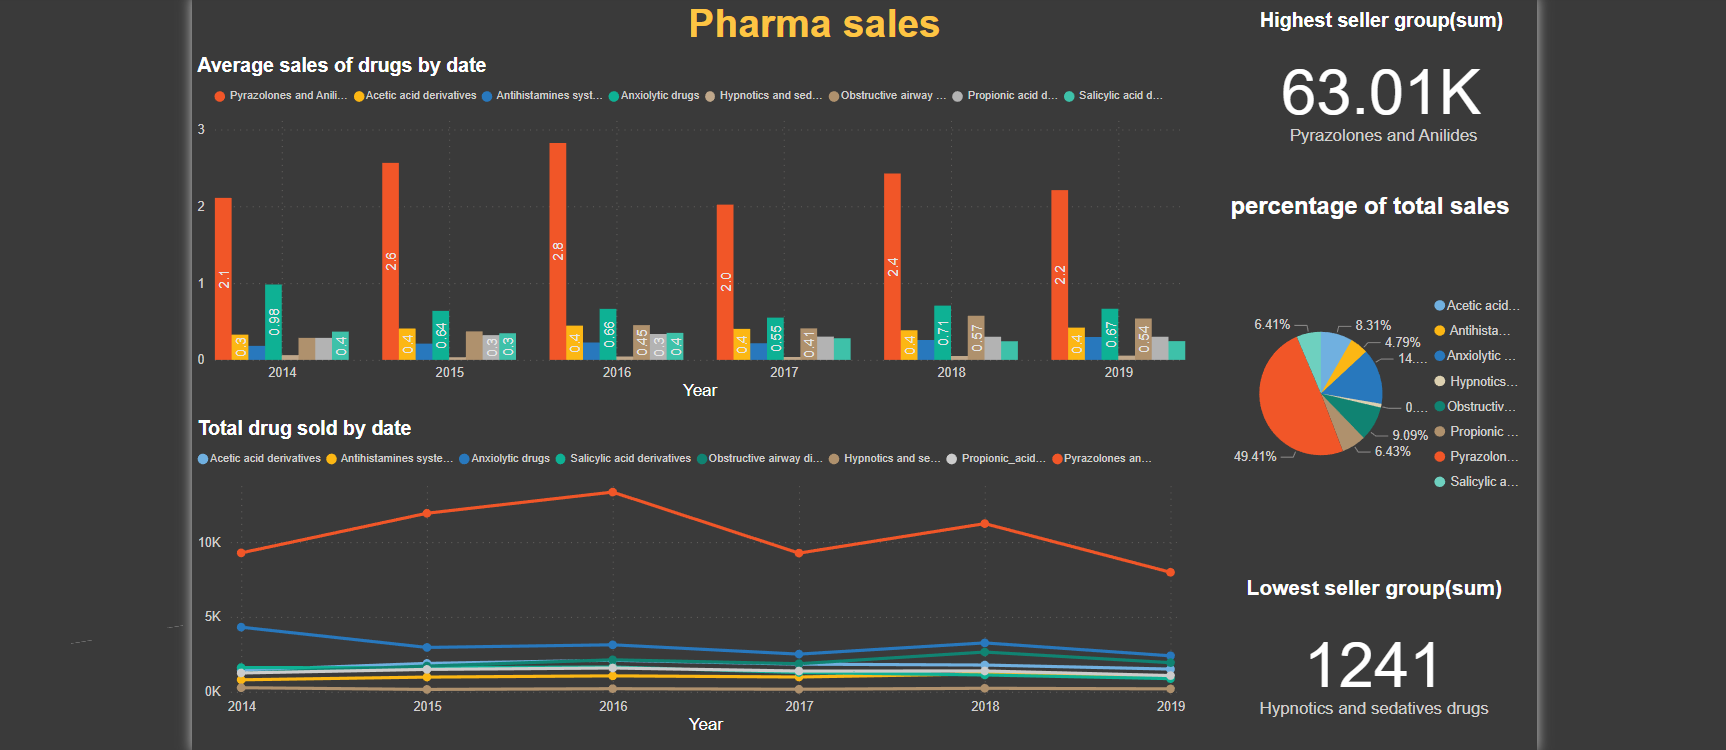 Pharma sales
Average sales of drugs by date
Pyrazolones and Anili... Acetic acid derivatives Antihistamines syst... Anxiolytic drugs Hypnotics and sed... Obstructive airway ... Propionic acid d... Salicylic acid d...
3
2
1
0
2.1 0.3 0.98 0.4
2.6 0.4 0.64 0.3 0.3
2.8 0.4 0.66 0.45 0.3 0.4
2.0 0.4 0.55 0.41
2.4 0.4 0.71 0.57
2.2 0.4 0.67 0.54
2014 2015 2016 2017 2018 2019
Year
Total drug sold by date
Acetic acid derivatives Antihistamines syste... Anxiolytic drugs Salicylic acid derivatives Obstructive airway di... Hypnotics and se... Propionic_acid... Pyrazolones an...
10K
5K
0K
2014 2015 2016 2017 2018 2019
Year
Highest seller group(sum)
63.01K
Pyrazolones and Anilides
percentage of total sales
6.41%
8.31%
4.79%
14....
0....
9.09%
6.43%
49.41%
Acetic acid...
Antihista...
Anxiolytic ...
Hypnotics...
Obstructiv...
Propionic ...
Pyrazolon...
Salicylic a...
Lowest seller group(sum)
1241
Hypnotics and sedatives drugs